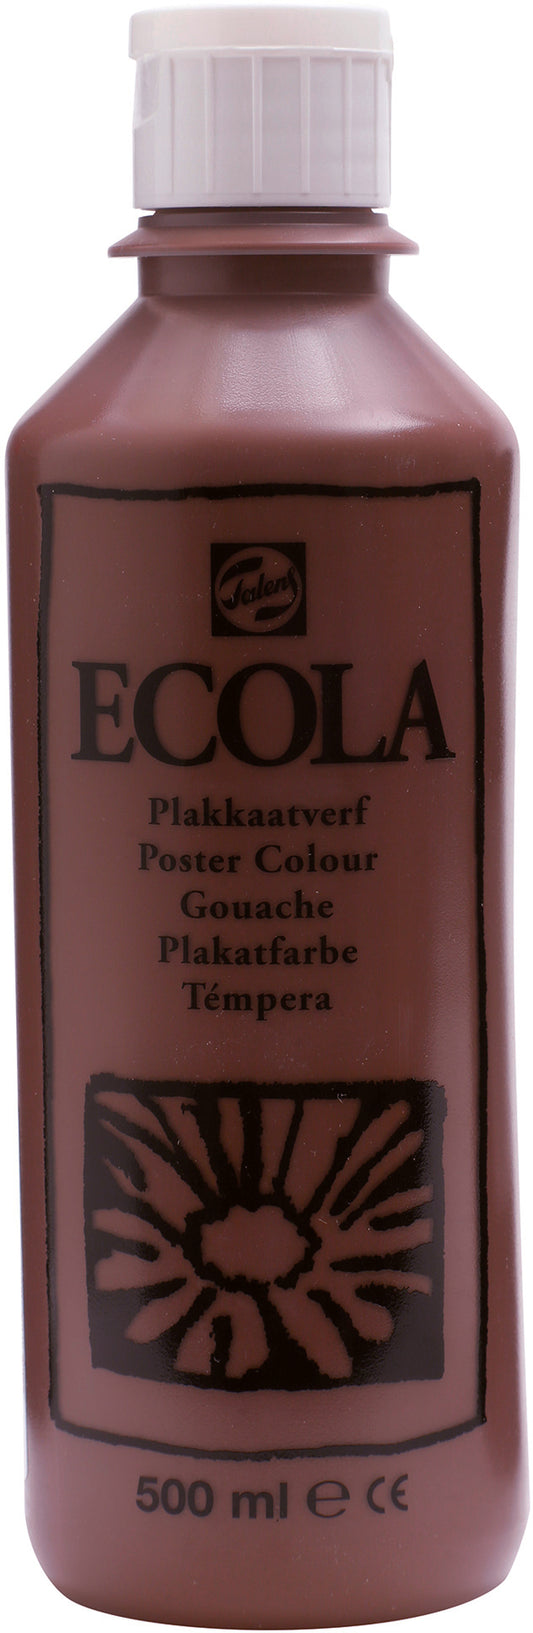 Talens
ECOLA
Plakkaatverf
Poster Colour
Gouache
Plakatfarbe
Témpera
500 ml ℮ CE